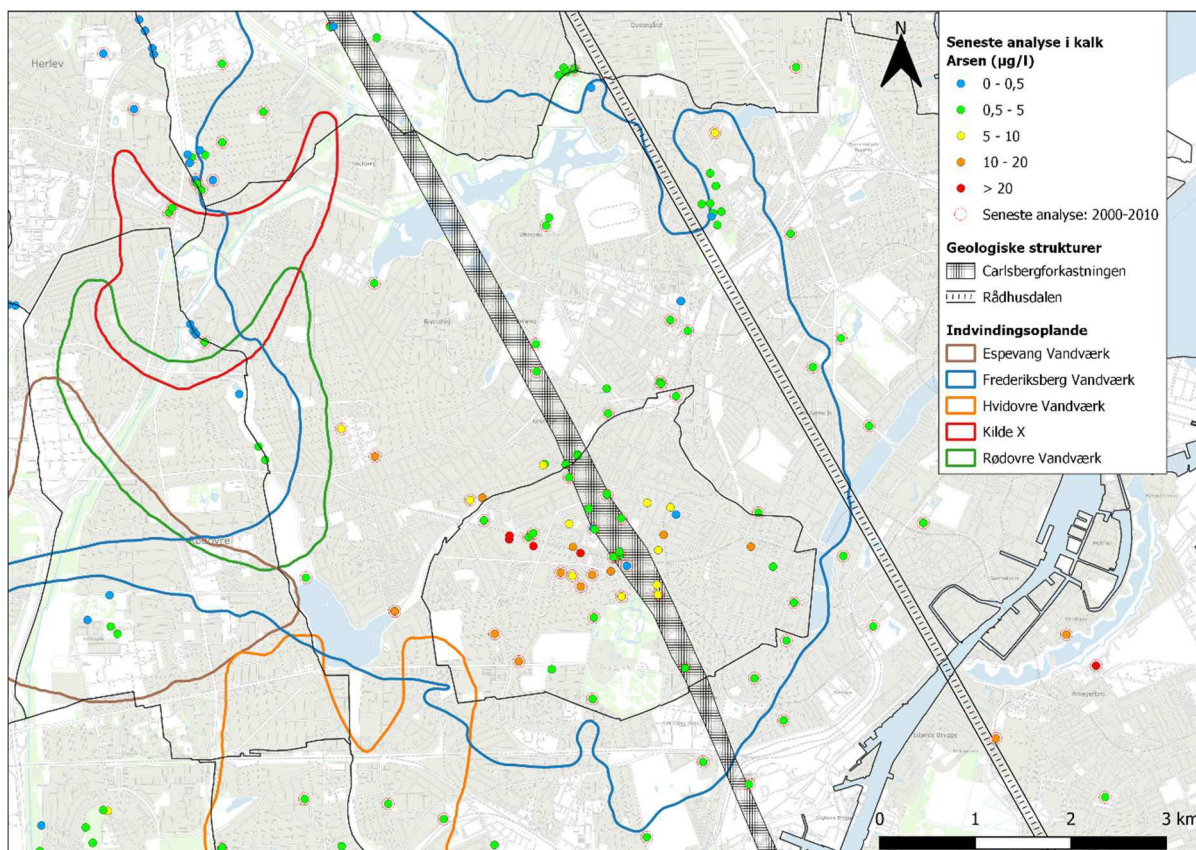 N
Seneste analyse i kalk
Arsen (µg/l)
0 - 0,5
0,5 - 5
5 - 10
10 - 20
> 20
Seneste analyse: 2000-2010
Geologiske strukturer
Carlsbergforkastningen
Rådhusdalen
Indvindingsoplande
Espevang Vandværk
Frederiksberg Vandværk
Hvidovre Vandværk
Kilde X
Rødovre Vandværk
Herlev
Islands Brygge
0 1 2 3 km